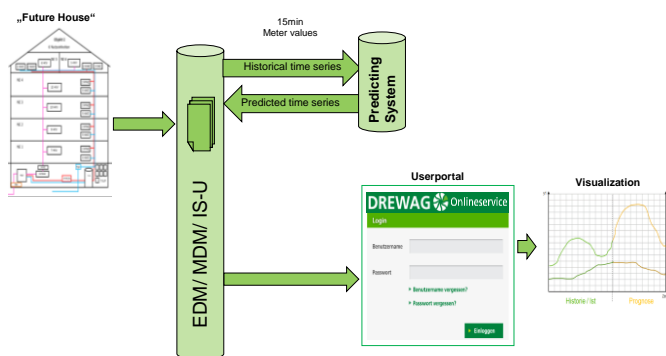 „Future House“
15min
Meter values
Historical time series
Predicted time series
Predicting
System
EDM/ MDM/ IS-U
Userportal
DREWAG Onlineservice
Login
Benutzername
Passwort
» Benutzername vergessen?
» Passwort vergessen?
» Einloggen
Visualization
Historie / Ist
Prognose